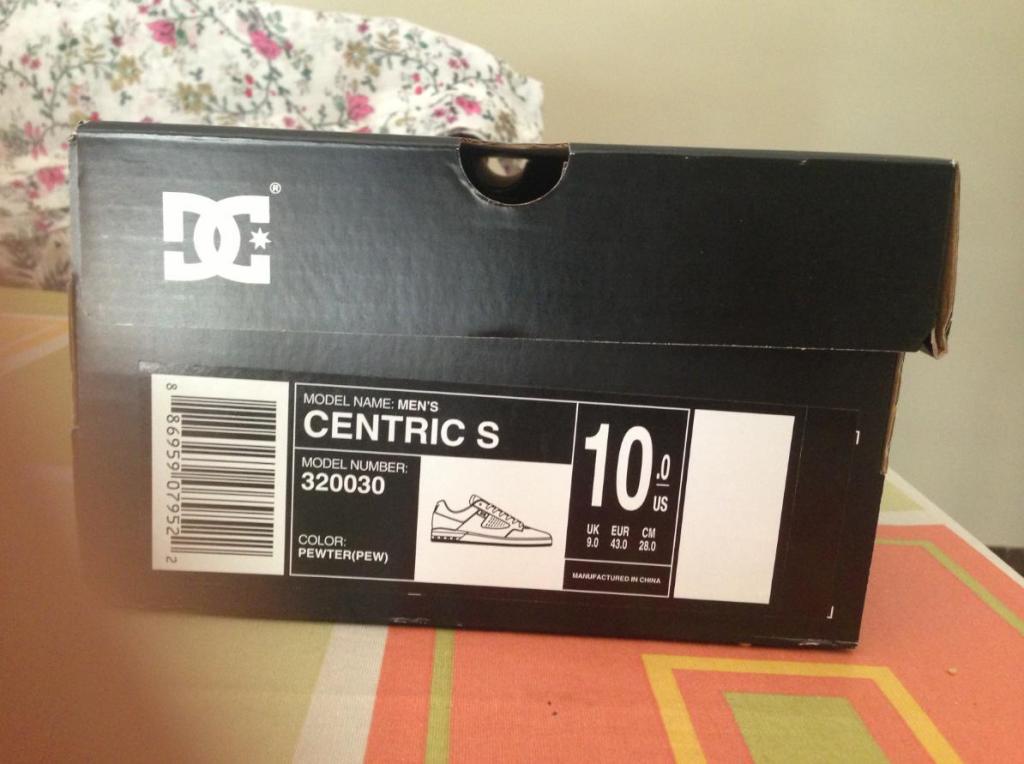 DC®
8 86959 07952 2
MODEL NAME: MEN'S
CENTRIC S
MODEL NUMBER:
320030
COLOR:
PEWTER(PEW)
10.0
US
UK EUR CM
9.0 43.0 28.0
MANUFACTURED IN CHINA